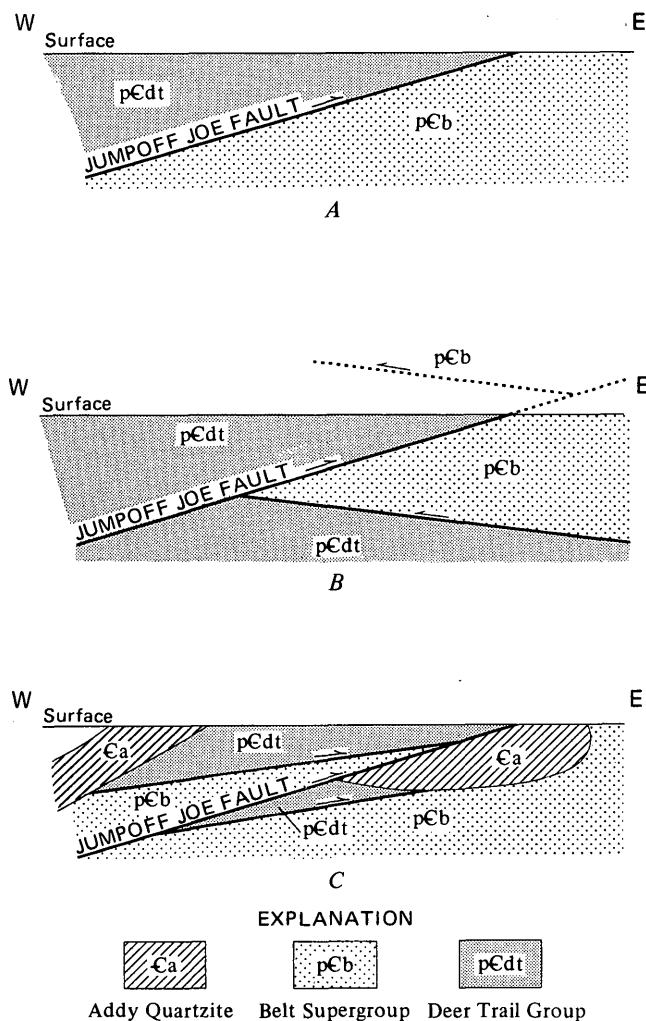 W E
Surface
p€dt
JUMPOFF JOE FAULT
p€b
A
p€b
W E
Surface
p€dt
p€b
JUMPOFF JOE FAULT
p€dt
B
W E
Surface
€a
p€dt
€a
p€b
p€b
JUMPOFF JOE FAULT
p€dt
C
EXPLANATION
€a p€b p€dt
Addy Quartzite Belt Supergroup Deer Trail Group